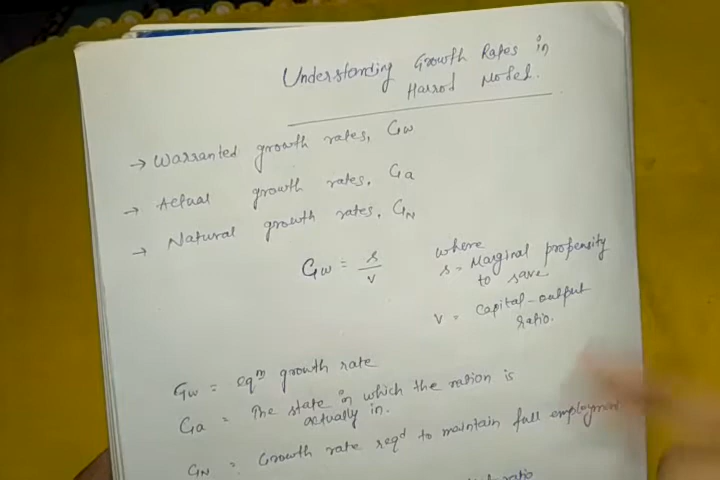 Understanding Growth Rates in
Harrod Model.
→ Warranted growth rates, Gw
→ Actual growth rates, Ga
→ Natural growth rates, GN
Gw = s/v
where
s = Marginal propensity
to save
v = Capital-output
ratio.
Gw = eqm growth rate
Ga = The state in which the nation is
actually in.
GN = Growth rate reqd to maintain full employment
ratio